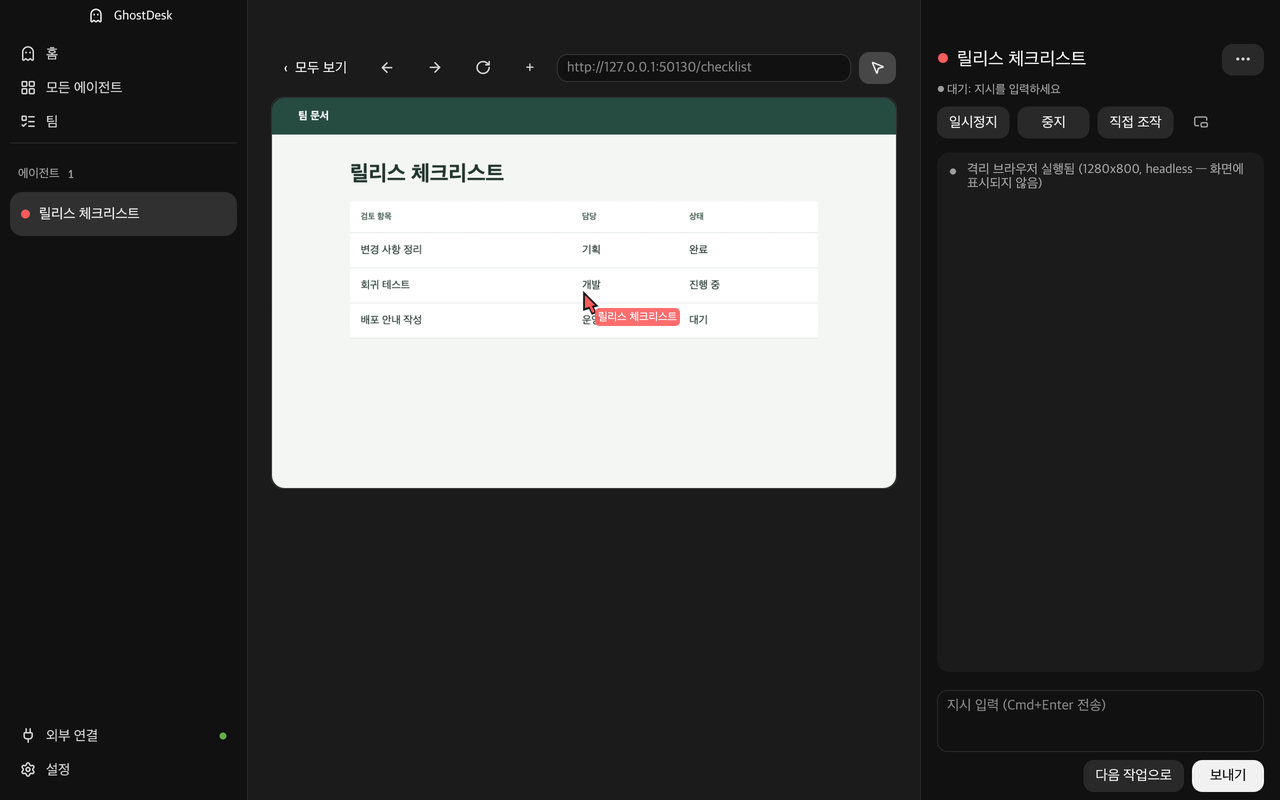 GhostDesk
홈
모든 에이전트
팀
에이전트 1
릴리스 체크리스트
외부 연결
설정
‹ 모두 보기
http://127.0.0.1:50130/checklist
팀 문서
릴리스 체크리스트
검토 항목 담당 상태
변경 사항 정리 기획 완료
회귀 테스트 개발 진행 중
배포 안내 작성 대기
릴리스 체크리스트
릴리스 체크리스트
대기: 지시를 입력하세요
일시정지 중지 직접 조작
격리 브라우저 실행됨 (1280x800, headless — 화면에
표시되지 않음)
지시 입력 (Cmd+Enter 전송)
다음 작업으로 보내기